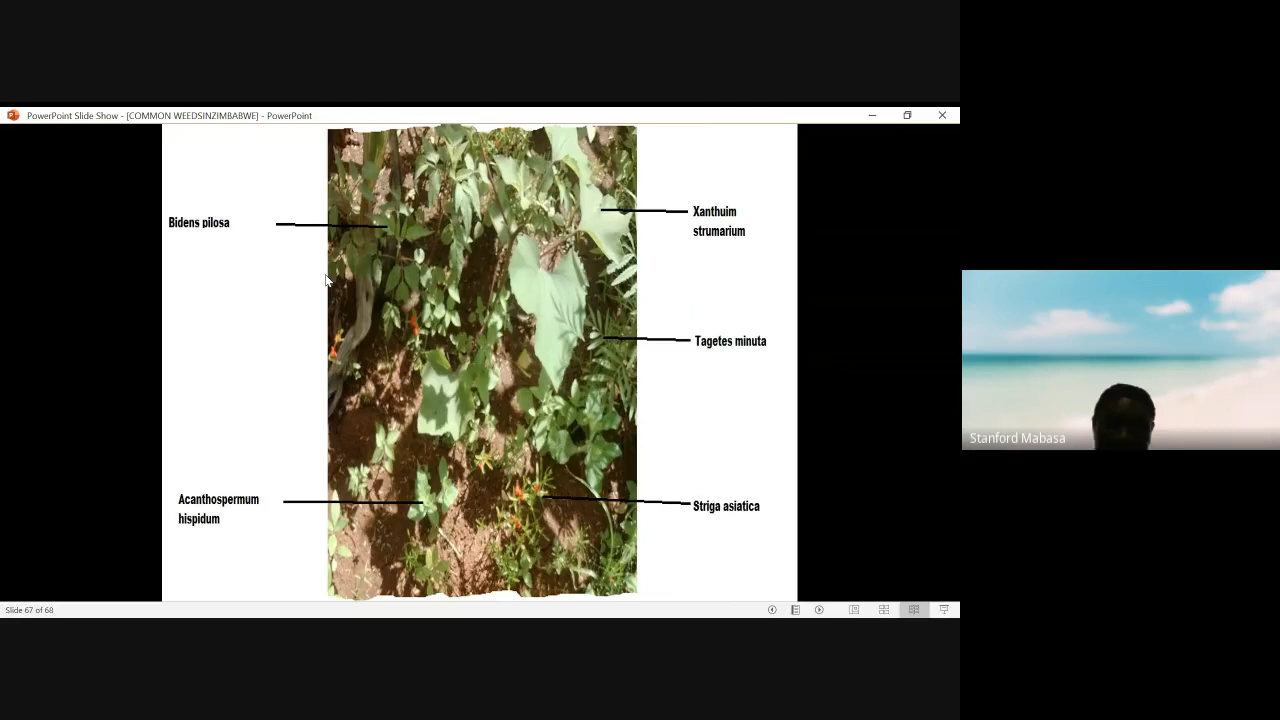 PowerPoint Slide Show - [COMMON WEEDSINZIMBABWE] - PowerPoint
Bidens pilosa
Xanthuim
strumarium
Tagetes minuta
Acanthospermum
hispidum
Striga asiatica
Stanford Mabasa
Slide 67 of 68